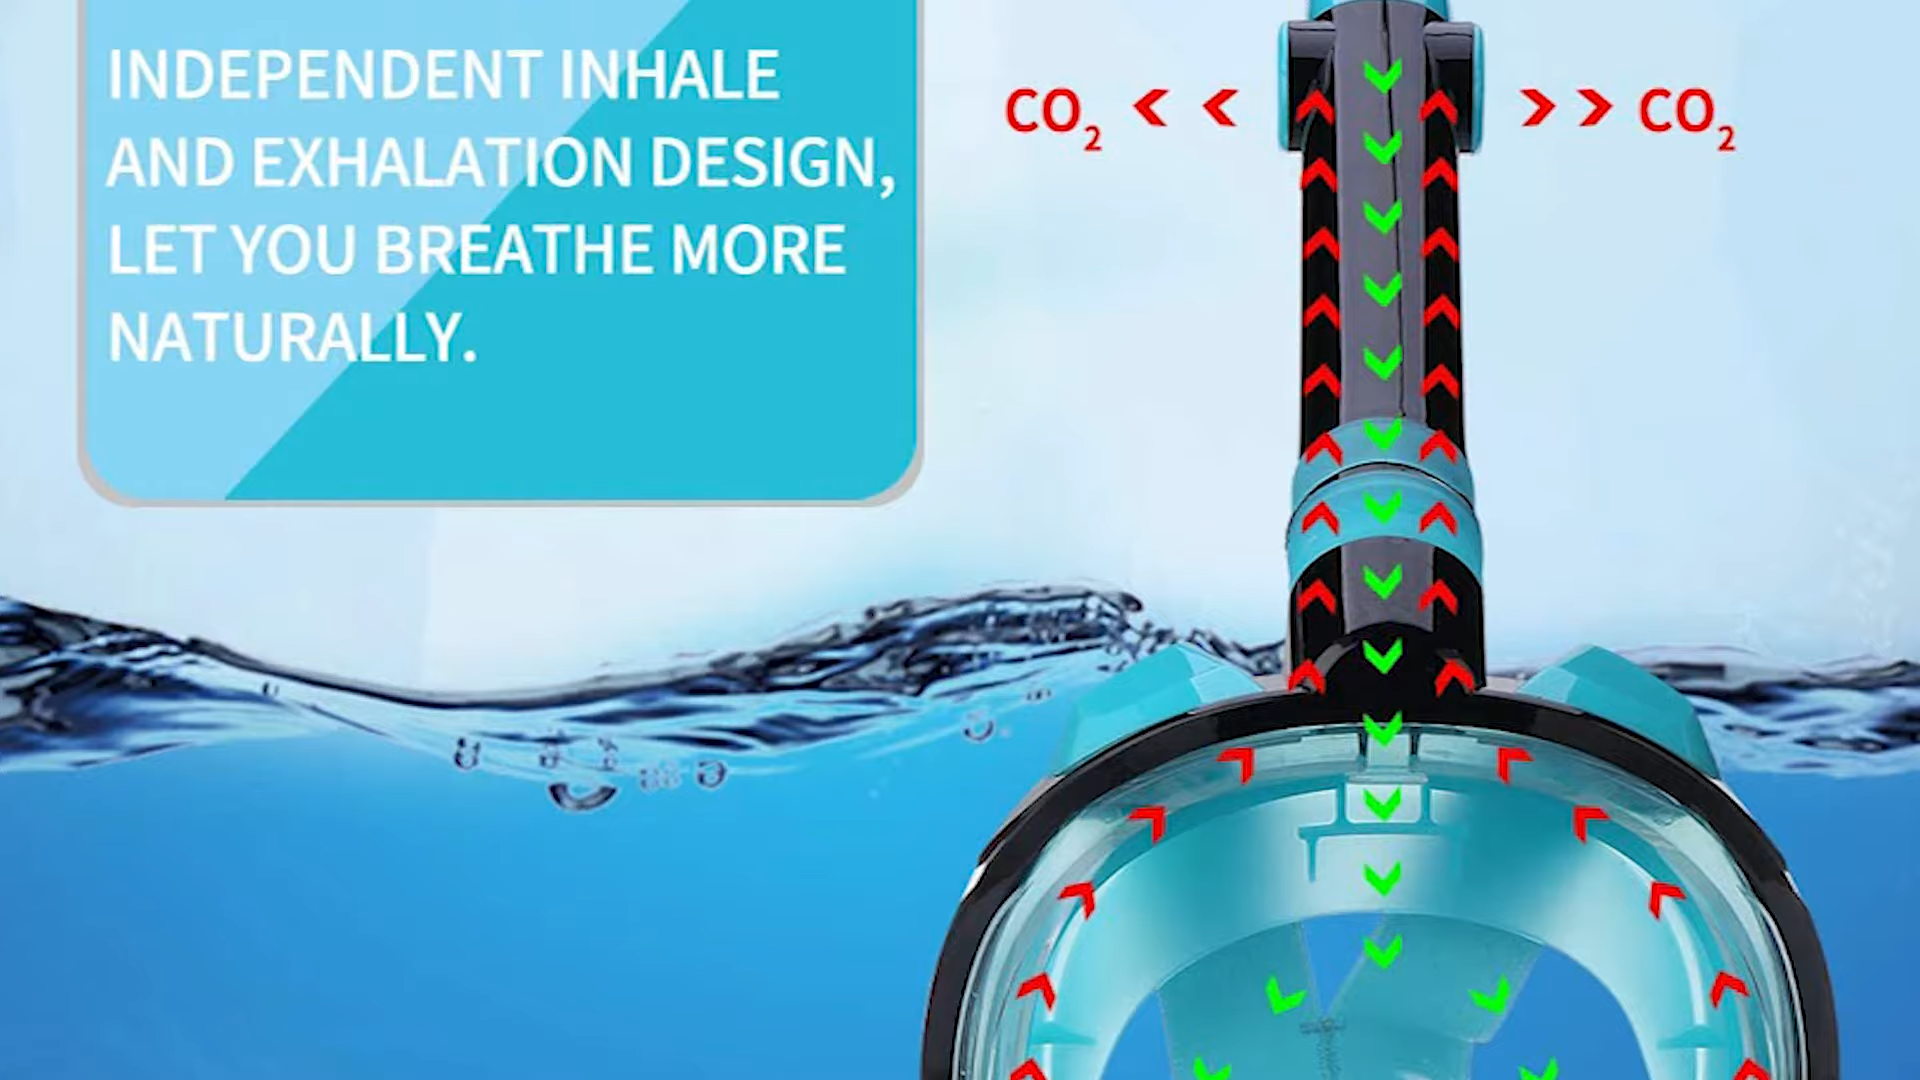 INDEPENDENT INHALE
AND EXHALATION DESIGN,
LET YOU BREATHE MORE
NATURALLY.
CO₂
CO₂